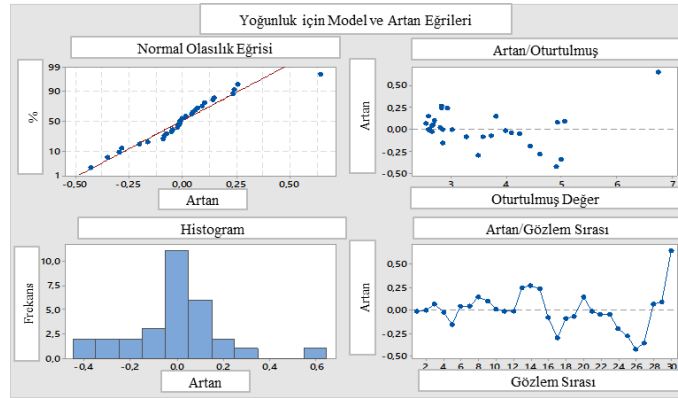 Yoğunluk için Model ve Artan Eğrileri
Normal Olasılık Eğrisi
99
90
50
10
1
%
-0,50
-0,25
0,00
0,25
0,50
Artan
Artan/Oturtulmuş
0,50
0,25
0,00
-0,25
-0,50
Artan
3
4
5
6
7
Oturtulmuş Değer
Histogram
10,0
7,5
5,0
2,5
0,0
Frekans
-0,4
-0,2
0,0
0,2
0,4
0,6
Artan
Artan/Gözlem Sırası
0,50
0,25
0,00
-0,25
-0,50
Artan
2 4 6 8 10 12 14 16 18 20 22 24 26 28 30
Gözlem Sırası